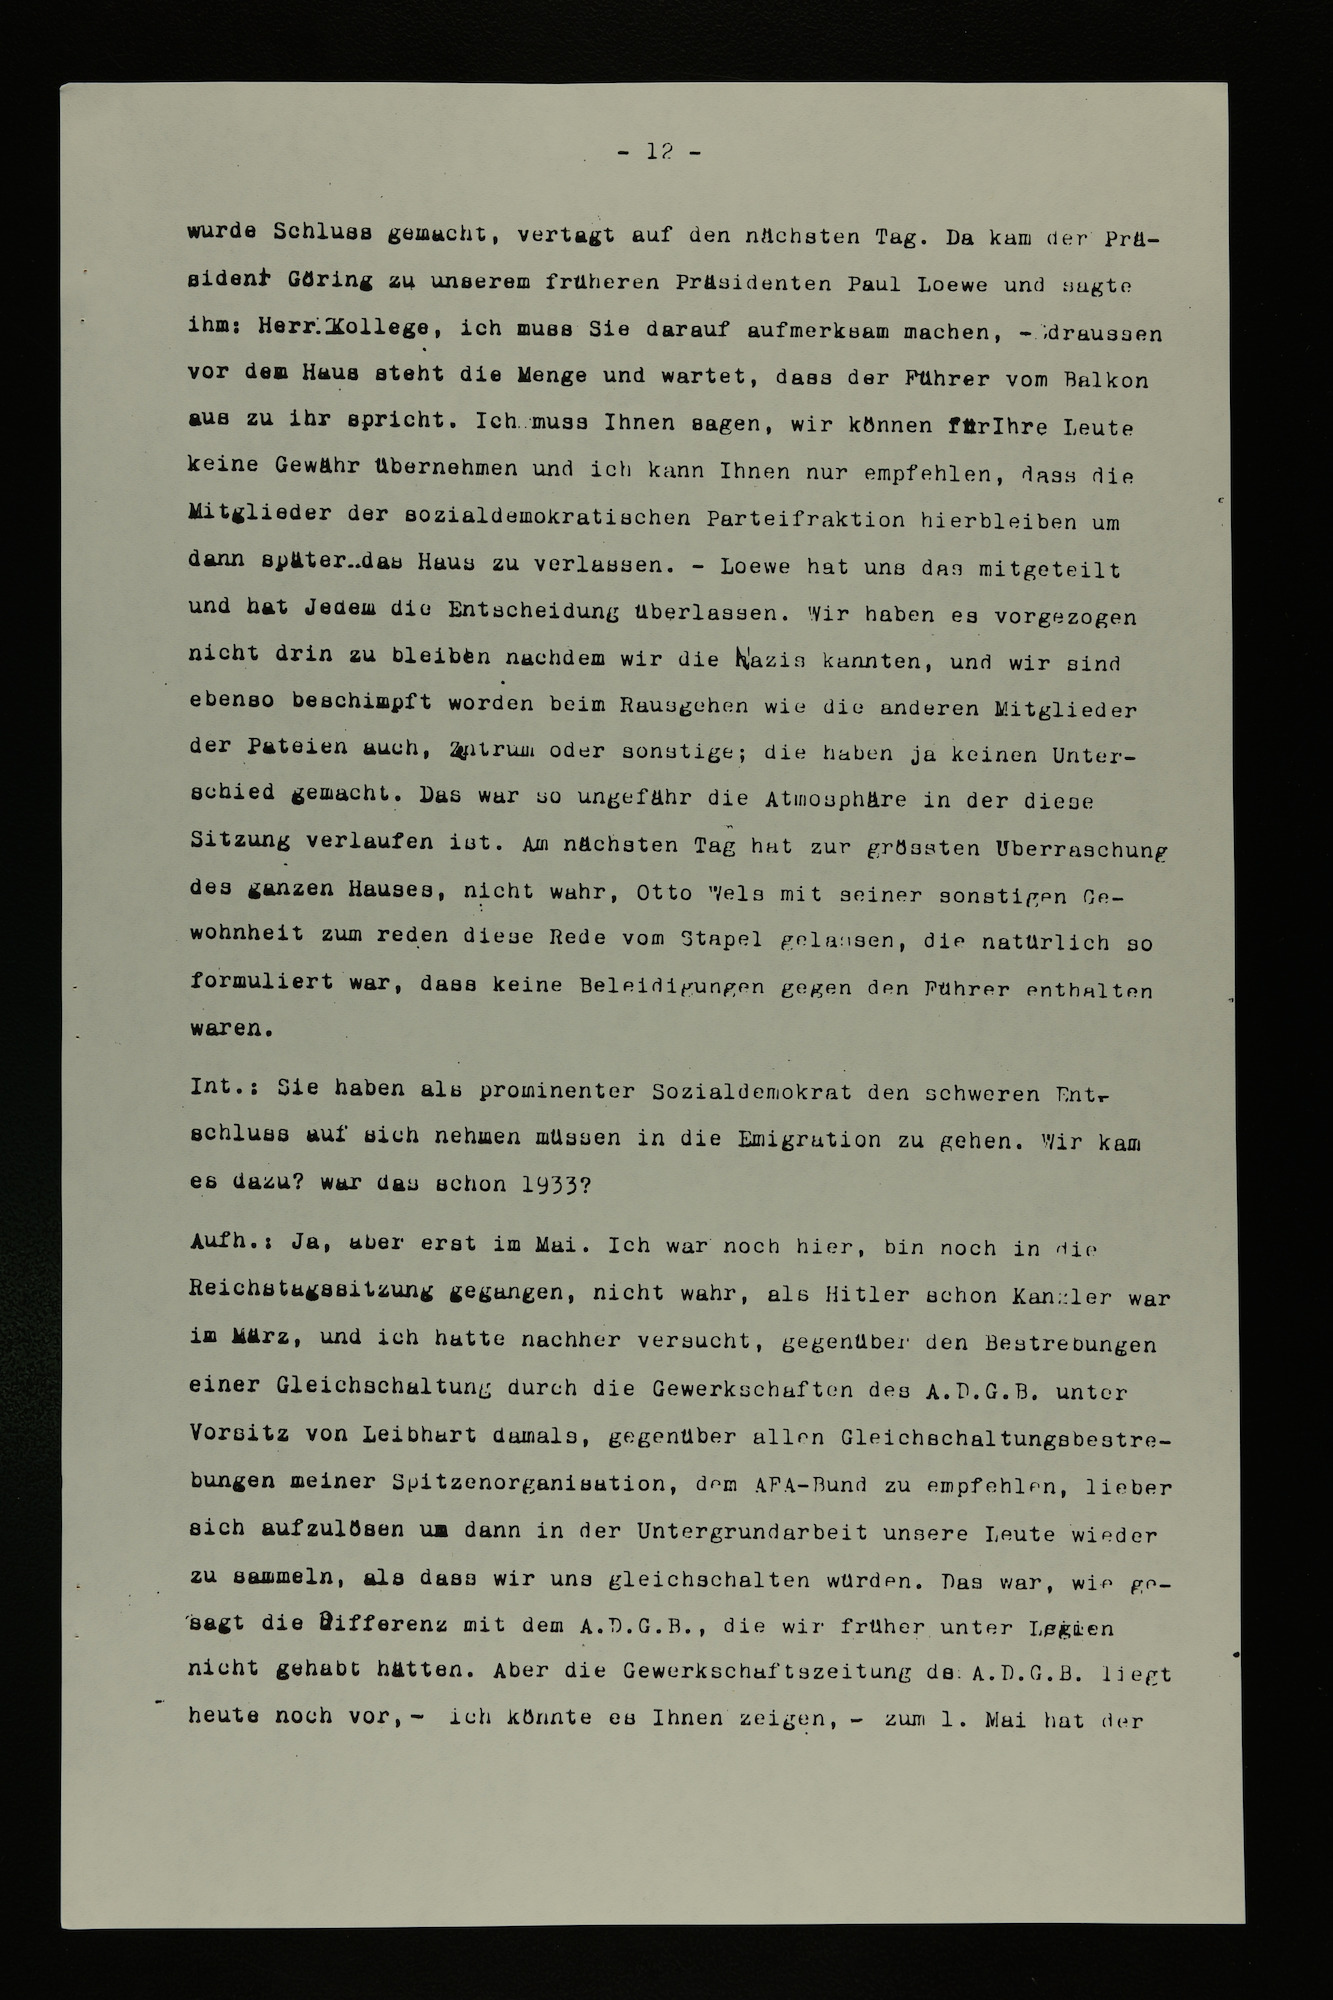 - 12 -
wurde Schluss gemacht, vertagt auf den nächsten Tag. Da kam der Prä-
sident Göring zu unserem früheren Präsidenten Paul Loewe und sagte
ihm: Herr Kollege, ich muss Sie darauf aufmerksam machen, - draussen
vor dem Haus steht die Menge und wartet, dass der Führer vom Balkon
aus zu ihr spricht. Ich muss Ihnen sagen, wir können fürIhre Leute
keine Gewähr übernehmen und ich kann Ihnen nur empfehlen, dass die
Mitglieder der sozialdemokratischen Parteifraktion hierbleiben um
dann später das Haus zu verlassen. - Loewe hat uns das mitgeteilt
und hat Jedem die Entscheidung überlassen. Wir haben es vorgezogen
nicht drin zu bleiben nachdem wir die Nazis kannten, und wir sind
ebenso beschimpft worden beim Rausgehen wie die anderen Mitglieder
der Pateien auch, Zntrum oder sonstige; die haben ja keinen Unter-
schied gemacht. Das war so ungefähr die Atmosphäre in der diese
Sitzung verlaufen ist. Am nächsten Tag hat zur grössten Uberraschung
des ganzen Hauses, nicht wahr, Otto Wels mit seiner sonstigen Ge-
wohnheit zum reden diese Rede vom Stapel gelassen, die natürlich so
formuliert war, dass keine Beleidigungen gegen den Führer enthalten
waren.
Int.: Sie haben als prominenter Sozialdemokrat den schweren Ent-
schluss auf sich nehmen müssen in die Emigration zu gehen. Wir kam
es dazu? war das schon 1933?
Aufh.: Ja, aber erst im Mai. Ich war noch hier, bin noch in die
Reichstagssitzung gegangen, nicht wahr, als Hitler schon Kanzler war
im März, und ich hatte nachher versucht, gegenüber den Bestrebungen
einer Gleichschaltung durch die Gewerkschaften des A.D.G.B. unter
Vorsitz von Leibhart damals, gegenüber allen Gleichschaltungsbestre-
bungen meiner Spitzenorganisation, dem AFA-Bund zu empfehlen, lieber
sich aufzulösen um dann in der Untergrundarbeit unsere Leute wieder
zu sammeln, als dass wir uns gleichschalten würden. Das war, wie ge-
sagt die Differenz mit dem A.D.G.B., die wir früher unter Legien
nicht gehabt hätten. Aber die Gewerkschaftszeitung ds. A.D.G.B. liegt
heute noch vor,- ich könnte es Ihnen zeigen, - zum 1. Mai hat der